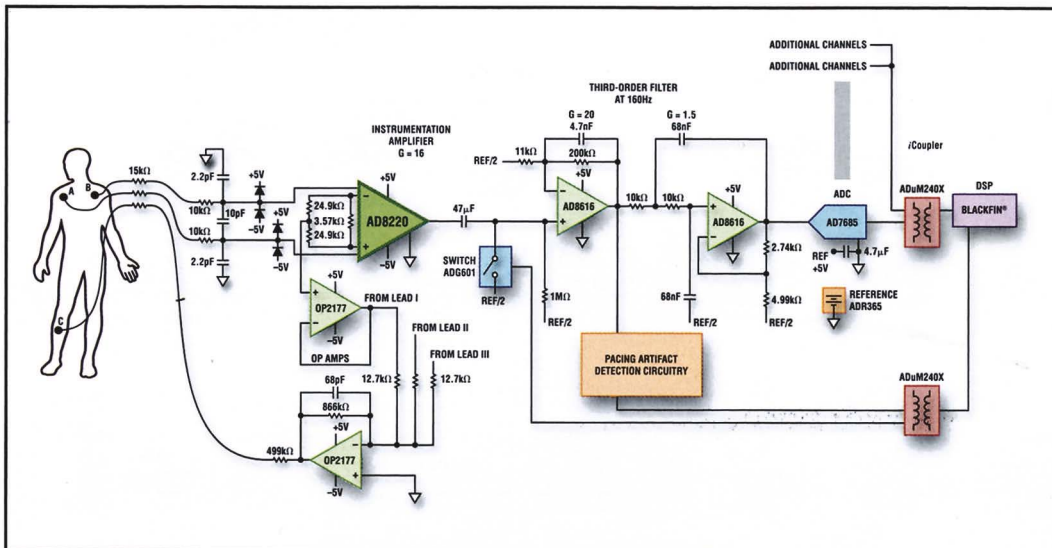 ADDITIONAL CHANNELS
ADDITIONAL CHANNELS
THIRD-ORDER FILTER
AT 160Hz
INSTRUMENTATION
AMPLIFIER
G = 16
G = 20
4.7nF
G = 1.5
68nF
iCoupler
15kΩ
2.2pF
+5V
+5V
11kΩ
REF/2
200kΩ
+5V
ADC
ADuM240X
DSP
A
B
10kΩ
10pF
+5V
–5V
24.9kΩ
3.57kΩ
24.9kΩ
AD8220
47µF
AD8616
10kΩ
10kΩ
+5V
AD8616
AD7685
BLACKFIN®
10kΩ
2.2pF
–5V
–5V
SWITCH
ADG601
REF/2
1MΩ
REF/2
2.74kΩ
REF
+5V
4.7µF
+5V
OP2177
–5V
OP AMPS
FROM LEAD I
FROM LEAD II
FROM LEAD III
68nF
REF/2
4.99kΩ
REF/2
REFERENCE
ADR365
C
12.7kΩ
12.7kΩ
PACING ARTIFACT
DETECTION CIRCUITRY
ADuM240X
68pF
866kΩ
+5V
499kΩ
OP2177
–5V